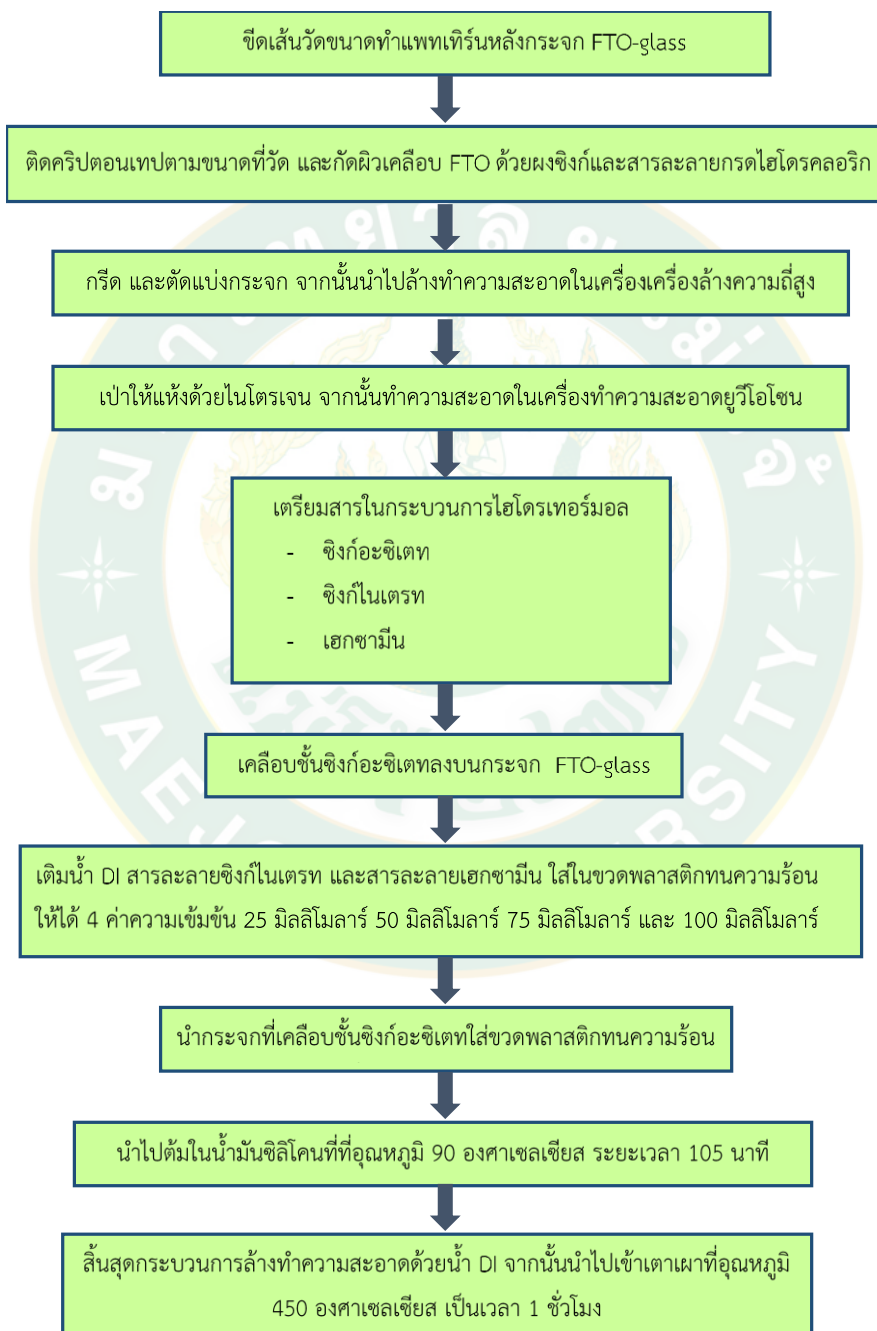 ขีดเส้นวัดขนาดทำแพทเทิร์นหลังกระจก FTO-glass
ติดคริปตอนเทปตามขนาดที่วัด และกัดผิวเคลือบ FTO ด้วยผงซิงก์และสารละลายกรดไฮโดรคลอริก
กรีด และตัดแบ่งกระจก จากนั้นนำไปล้างทำความสะอาดในเครื่องเครื่องล้างความถี่สูง
เป่าให้แห้งด้วยไนโตรเจน จากนั้นทำความสะอาดในเครื่องทำความสะอาดยูวีโอโซน
เตรียมสารในกระบวนการไฮโดรเทอร์มอล
- ซิงก์อะซิเตท
- ซิงก์ไนเตรท
- เฮกซามีน
เคลือบชั้นซิงก์อะซิเตทลงบนกระจก FTO-glass
เติมน้ำ DI สารละลายซิงก์ไนเตรท และสารละลายเฮกซามีน ใส่ในขวดพลาสติกทนความร้อน
ให้ได้ 4 ค่าความเข้มข้น 25 มิลลิโมลาร์ 50 มิลลิโมลาร์ 75 มิลลิโมลาร์ และ 100 มิลลิโมลาร์
นำกระจกที่เคลือบชั้นซิงก์อะซิเตทใส่ขวดพลาสติกทนความร้อน
นำไปต้มในน้ำมันซิลิโคนที่ที่อุณหภูมิ 90 องศาเซลเซียส ระยะเวลา 105 นาที
สิ้นสุดกระบวนการล้างทำความสะอาดด้วยน้ำ DI จากนั้นนำไปเข้าเตาเผาที่อุณหภูมิ
450 องศาเซลเซียส เป็นเวลา 1 ชั่วโมง